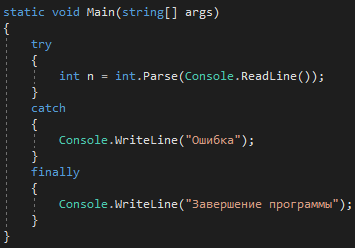 static void Main(string[] args)
{
    try
    {
        int n = int.Parse(Console.ReadLine());
    }
    catch
    {
        Console.WriteLine("Ошибка");
    }
    finally
    {
        Console.WriteLine("Завершение программы");
    }
}